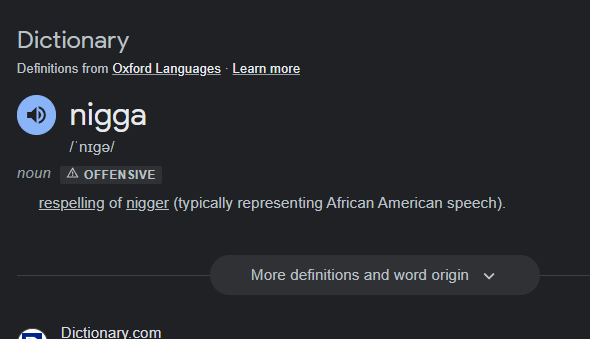 Dictionary
Definitions from Oxford Languages · Learn more
nigga
/ˈnɪɡə/
noun OFFENSIVE
respelling of nigger (typically representing African American speech).
More definitions and word origin
Dictionary.com